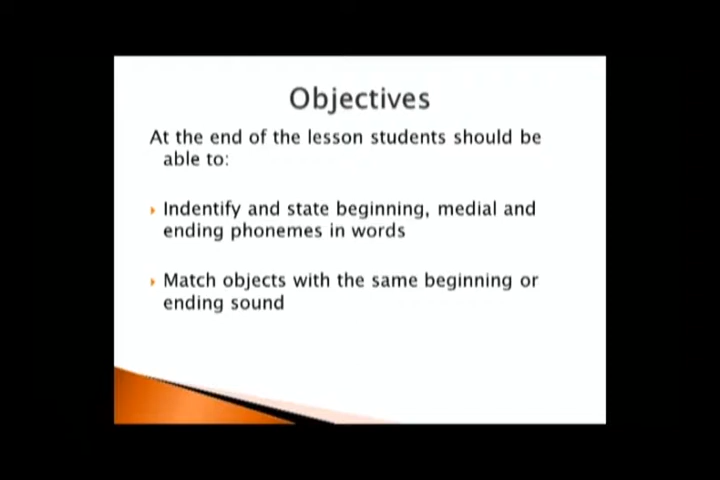 Objectives
At the end of the lesson students should be
able to:
Indentify and state beginning, medial and
ending phonemes in words
Match objects with the same beginning or
ending sound